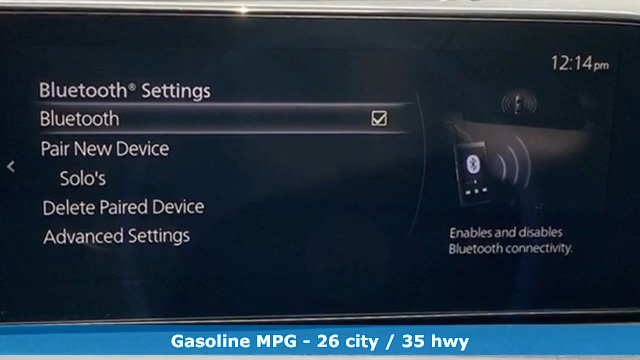 12:14pm
Bluetooth® Settings
Bluetooth
Pair New Device
Solo's
Delete Paired Device
Advanced Settings
Enables and disables
Bluetooth connectivity.
Gasoline MPG - 26 city / 35 hwy